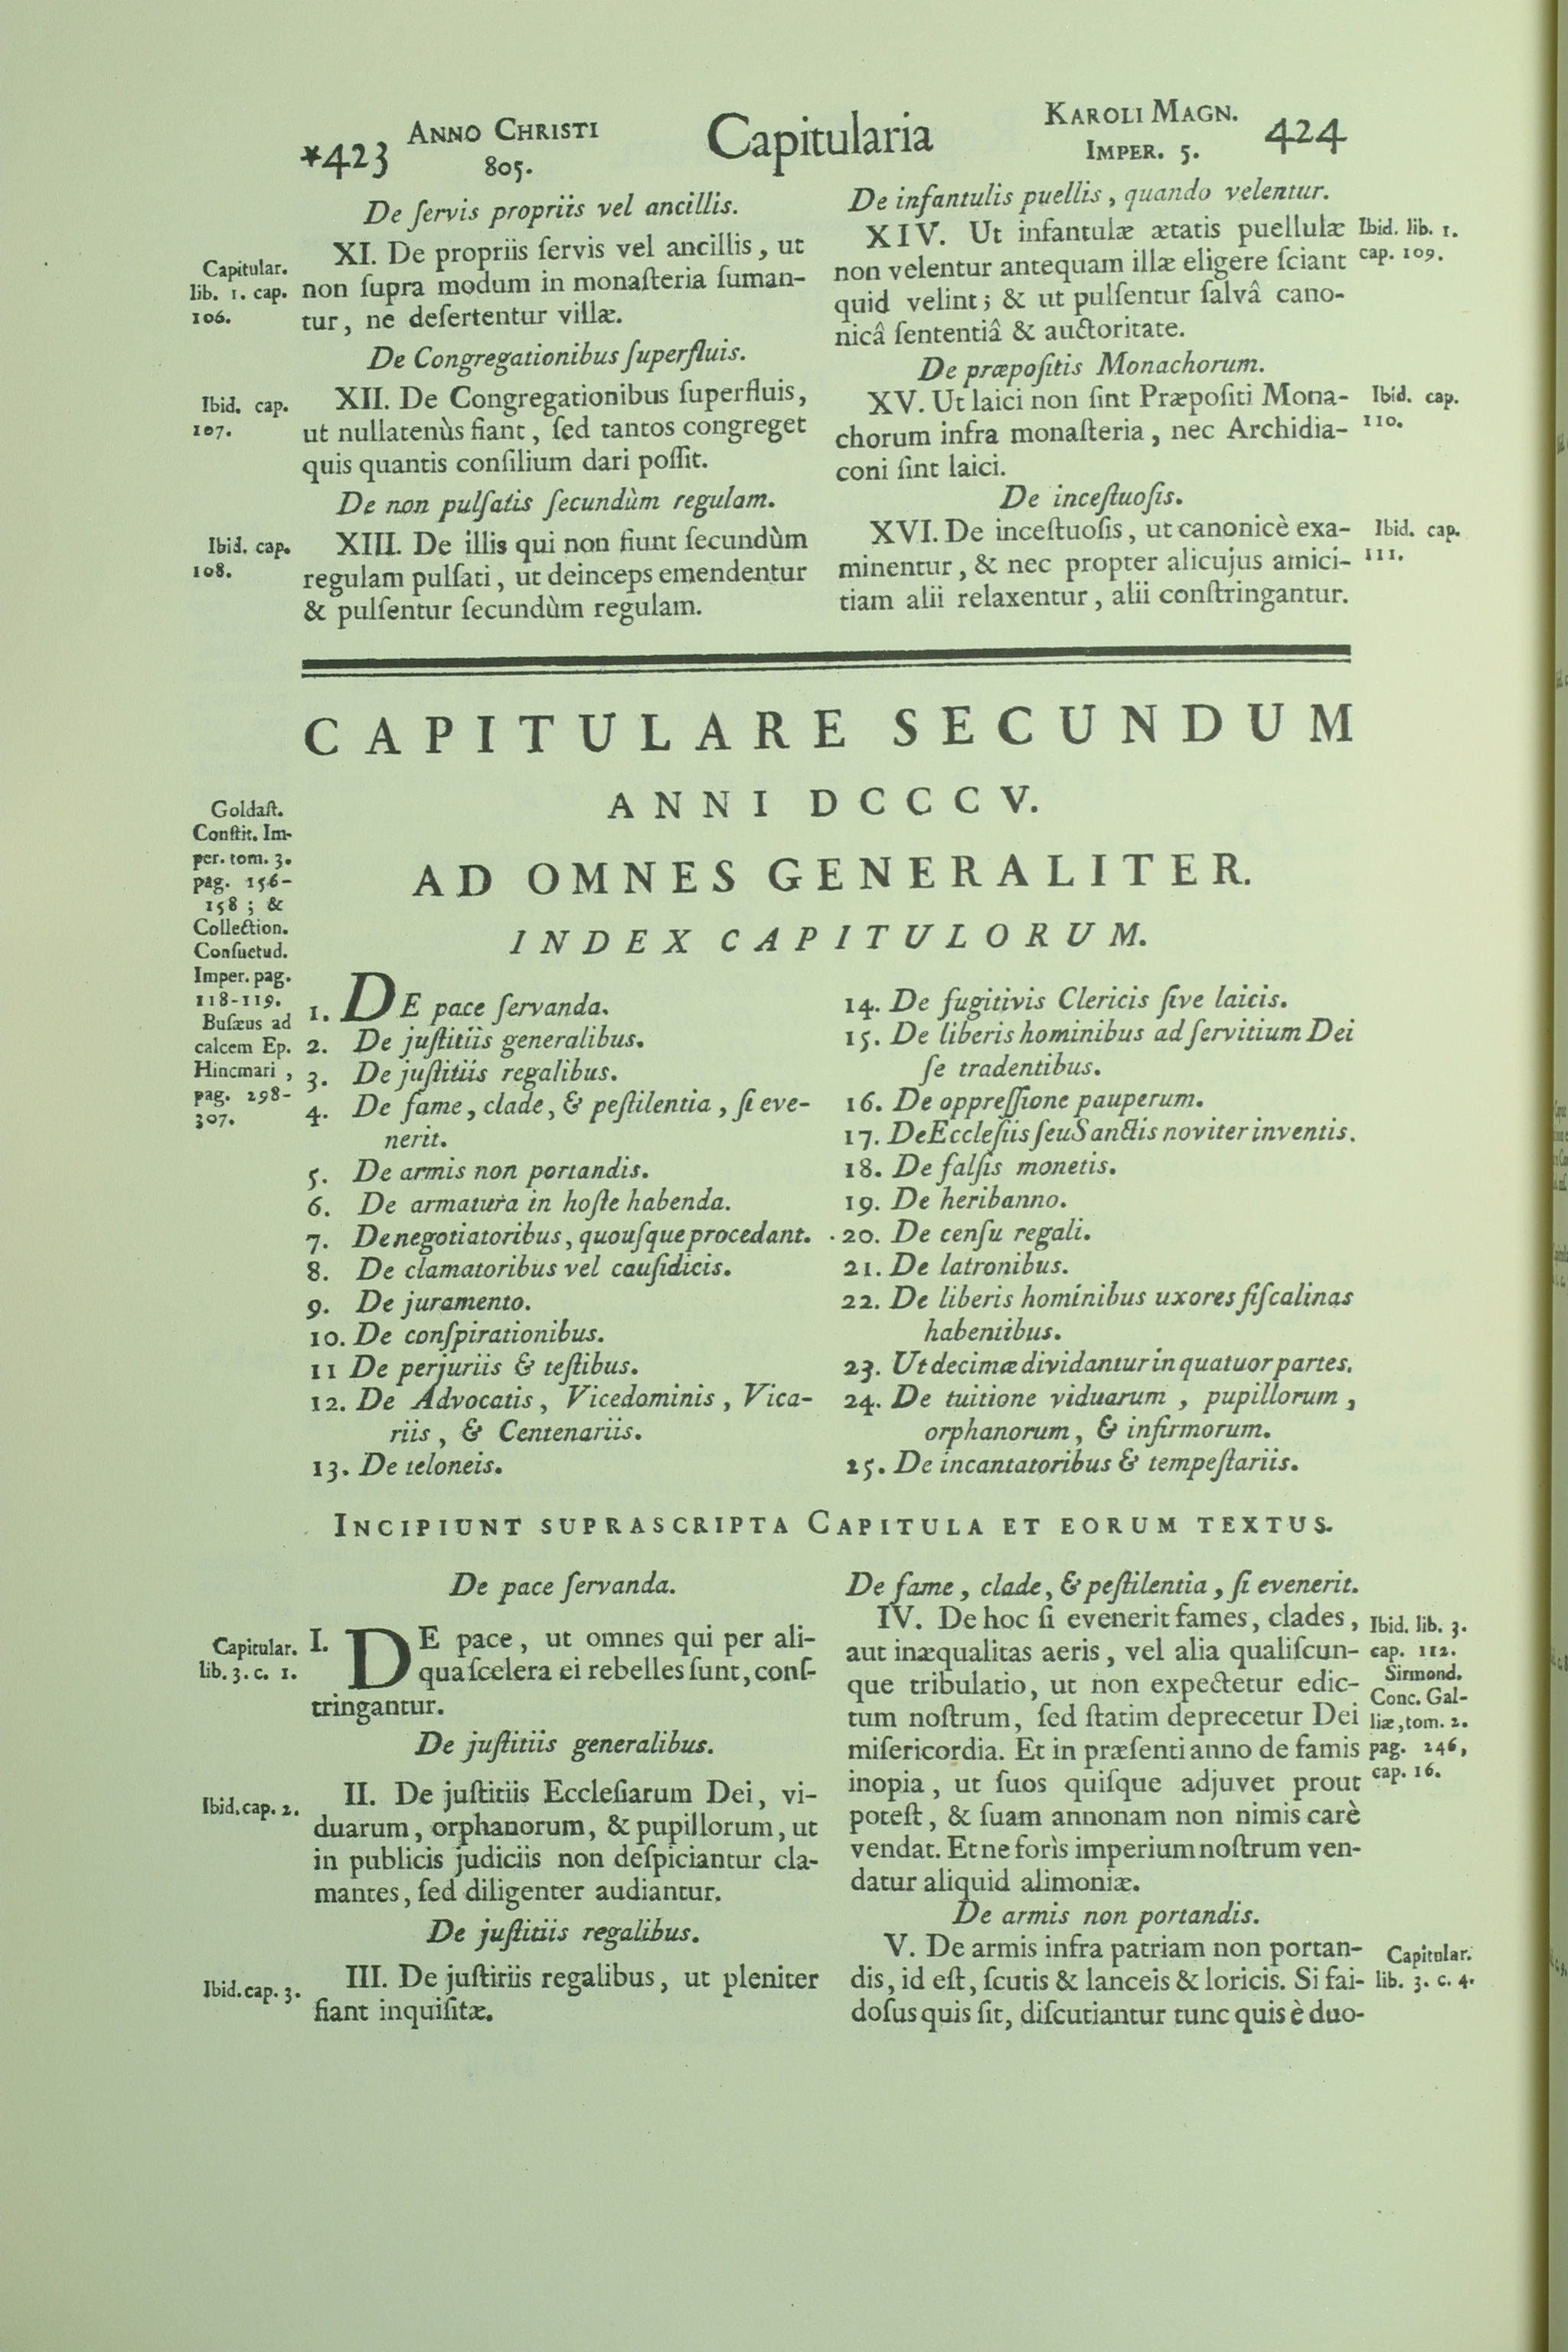 *423 ANNO CHRISTI 805.
Capitularia
KAROLI MAGN. IMPER. 5. 424
De ſervis propriis vel ancillis.
Capitular. lib. 1. cap. 106.
XI. De propriis ſervis vel ancillis, ut
non ſupra modum in monaſteria ſuman-
tur, ne deſertentur villæ.
De Congregationibus ſuperfluis.
Ibid. cap. 107.
XII. De Congregationibus ſuperfluis,
ut nullatenùs fiant, ſed tantos congreget
quis quantis conſilium dari poſſit.
De non pulſatis ſecundùm regulam.
Ibid. cap. 108.
XIII. De illis qui non fiunt ſecundùm
regulam pulſati, ut deinceps emendentur
& pulſentur ſecundùm regulam.
De infantulis puellis, quando velentur.
XIV. Ut infantulæ ætatis puellulæ
non velentur antequam illæ eligere ſciant
quid velint; & ut pulſentur ſalvâ cano-
nicâ ſententiâ & auctoritate.
Ibid. lib. 1.
cap. 109.
De præpoſitis Monachorum.
XV. Ut laici non ſint Præpoſiti Mona-
chorum infra monaſteria, nec Archidia-
coni ſint laici.
Ibid. cap.
110.
De inceſtuoſis.
XVI. De inceſtuoſis, ut canonicè exa-
minentur, & nec propter alicujus amici-
tiam alii relaxentur, alii conſtringantur.
Ibid. cap.
111.
CAPITULARE SECUNDUM
ANNI DCCCV.
AD OMNES GENERALITER.
INDEX CAPITULORUM.
Goldaſt.
Conſtit. Im-
per. tom. 3.
pag. 156-
158; &
Collection.
Conſuetud.
Imper. pag.
118-119.
Buſæus ad
calcem Ep.
Hincmari,
pag. 298-
307.
1. DE pace ſervanda.
2. De juſtitiis generalibus.
3. De juſtitiis regalibus.
4. De fame, clade, & peſtilentia, ſi eve-
nerit.
5. De armis non portandis.
6. De armatura in hoſte habenda.
7. De negotiatoribus, quouſque procedant.
8. De clamatoribus vel cauſidicis.
9. De juramento.
10. De conſpirationibus.
11 De perjuriis & teſtibus.
12. De Advocatis, Vicedominis, Vica-
riis, & Centenariis.
13. De teloneis.
14. De fugitivis Clericis ſive laicis.
15. De liberis hominibus ad ſervitium Dei
ſe tradentibus.
16. De oppreſſione pauperum.
17. De Eccleſiis ſeu Sanctis noviter inventis.
18. De falſis monetis.
19. De heribanno.
20. De cenſu regali.
21. De latronibus.
22. De liberis hominibus uxores fiſcalinas
habentibus.
23. Ut decimæ dividantur in quatuor partes.
24. De tuitione viduarum, pupillorum,
orphanorum, & infirmorum.
25. De incantatoribus & tempeſtariis.
INCIPIUNT SUPRASCRIPTA CAPITULA ET EORUM TEXTUS.
De pace ſervanda.
Capitular.
lib. 3. c. 1.
I. DE pace, ut omnes qui per ali-
qua ſcelera ei rebelles ſunt, conſ-
tringantur.
De juſtitiis generalibus.
Ibid. cap. 2.
II. De juſtitiis Eccleſiarum Dei, vi-
duarum, orphanorum, & pupillorum, ut
in publicis judiciis non deſpiciantur cla-
mantes, ſed diligenter audiantur.
De juſtitiis regalibus.
Ibid. cap. 3.
III. De juſtitiis regalibus, ut pleniter
fiant inquiſitæ.
De fame, clade, & peſtilentia, ſi evenerit.
IV. De hoc ſi evenerit fames, clades,
aut inæqualitas aeris, vel alia qualiſcun-
que tribulatio, ut non expectetur edic-
tum noſtrum, ſed ſtatim deprecetur Dei
miſericordia. Et in præſenti anno de famis
inopia, ut ſuos quiſque adjuvet prout
poteſt, & ſuam annonam non nimis carè
vendat. Et ne forìs imperium noſtrum ven-
datur aliquid alimoniæ.
Ibid. lib. 3.
cap. 112.
Sirmond.
Conc. Gal-
liæ, tom. 2.
pag. 246,
cap. 16.
De armis non portandis.
V. De armis infra patriam non portan-
dis, id eſt, ſcutis & lanceis & loricis. Si fai-
doſus quis ſit, diſcutiantur tunc quis è duo-
Capitular.
lib. 3. c. 4.